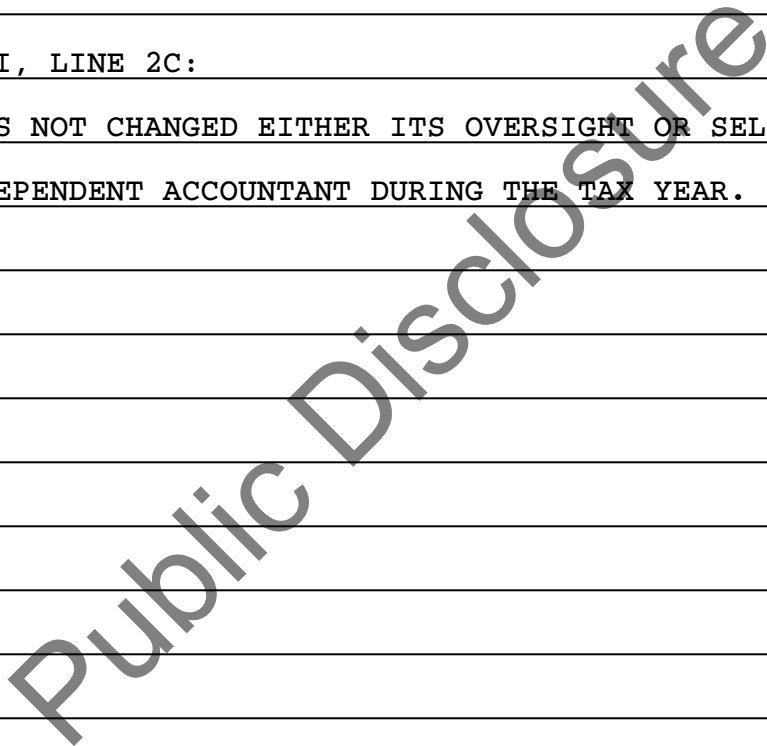 I, LINE 2C:
S NOT CHANGED EITHER ITS OVERSIGHT OR SEL
EPENDENT ACCOUNTANT DURING THE TAX YEAR.
Public Disclosure